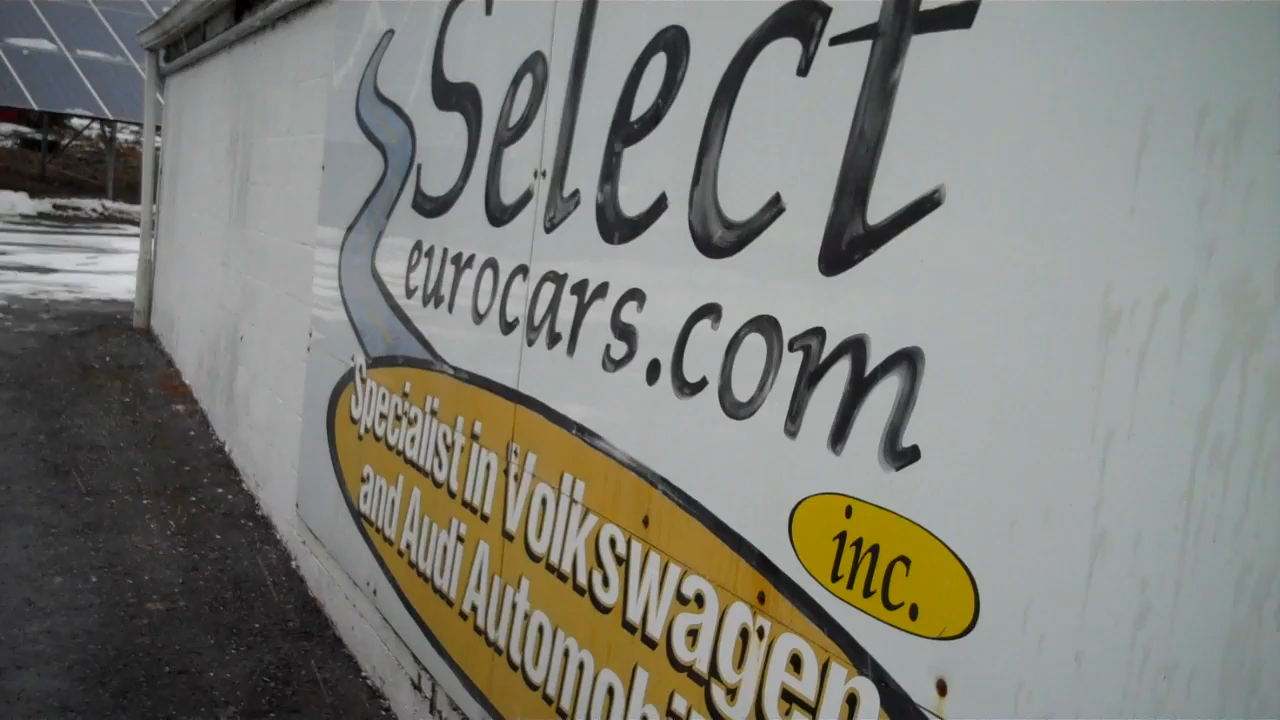 Select
eurocars.com
inc.
Specialist in Volkswagen
and Audi